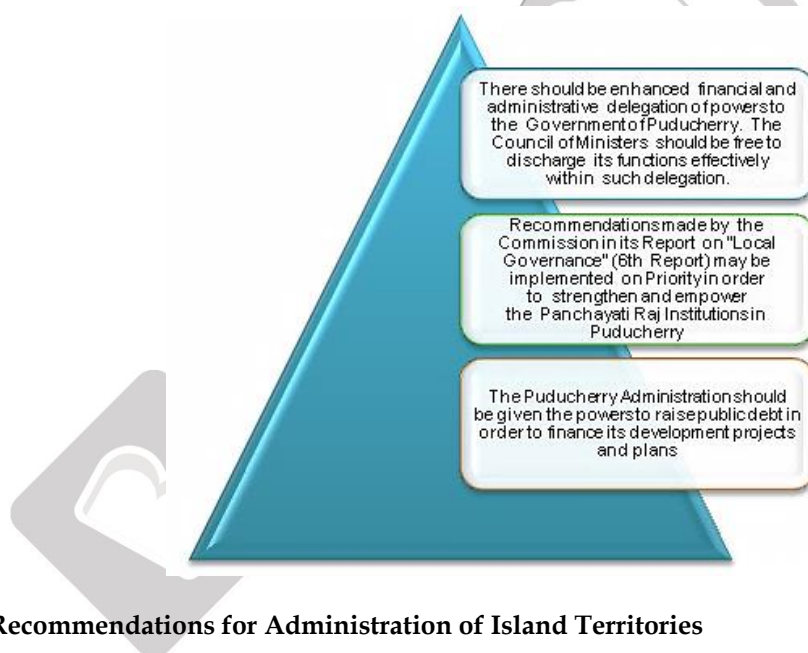 There should be enhanced financial and
administrative delegation of powers to
the Government of Puducherry. The
Council of Ministers should be free to
discharge its functions effectively
within such delegation.
Recommendations made by the
Commission in its Report on "Local
Governance" (6th Report) may be
implemented on Priority in order
to strengthen and empower
the Panchayati Raj Institutions in
Puducherry
The Puducherry Administration should
be given the powers to raise public debt in
order to finance its development projects
and plans
Recommendations for Administration of Island Territories